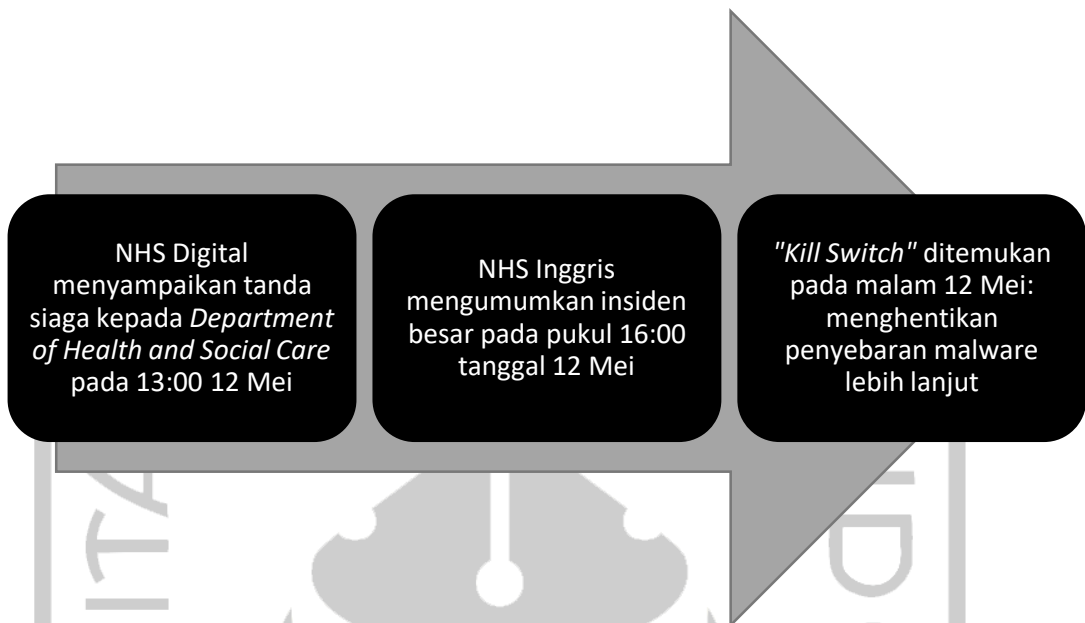 NHS Digital
menyampaikan tanda
siaga kepada Department
of Health and Social Care
pada 13:00 12 Mei
NHS Inggris
mengumumkan insiden
besar pada pukul 16:00
tanggal 12 Mei
"Kill Switch" ditemukan
pada malam 12 Mei:
menghentikan
penyebaran malware
lebih lanjut